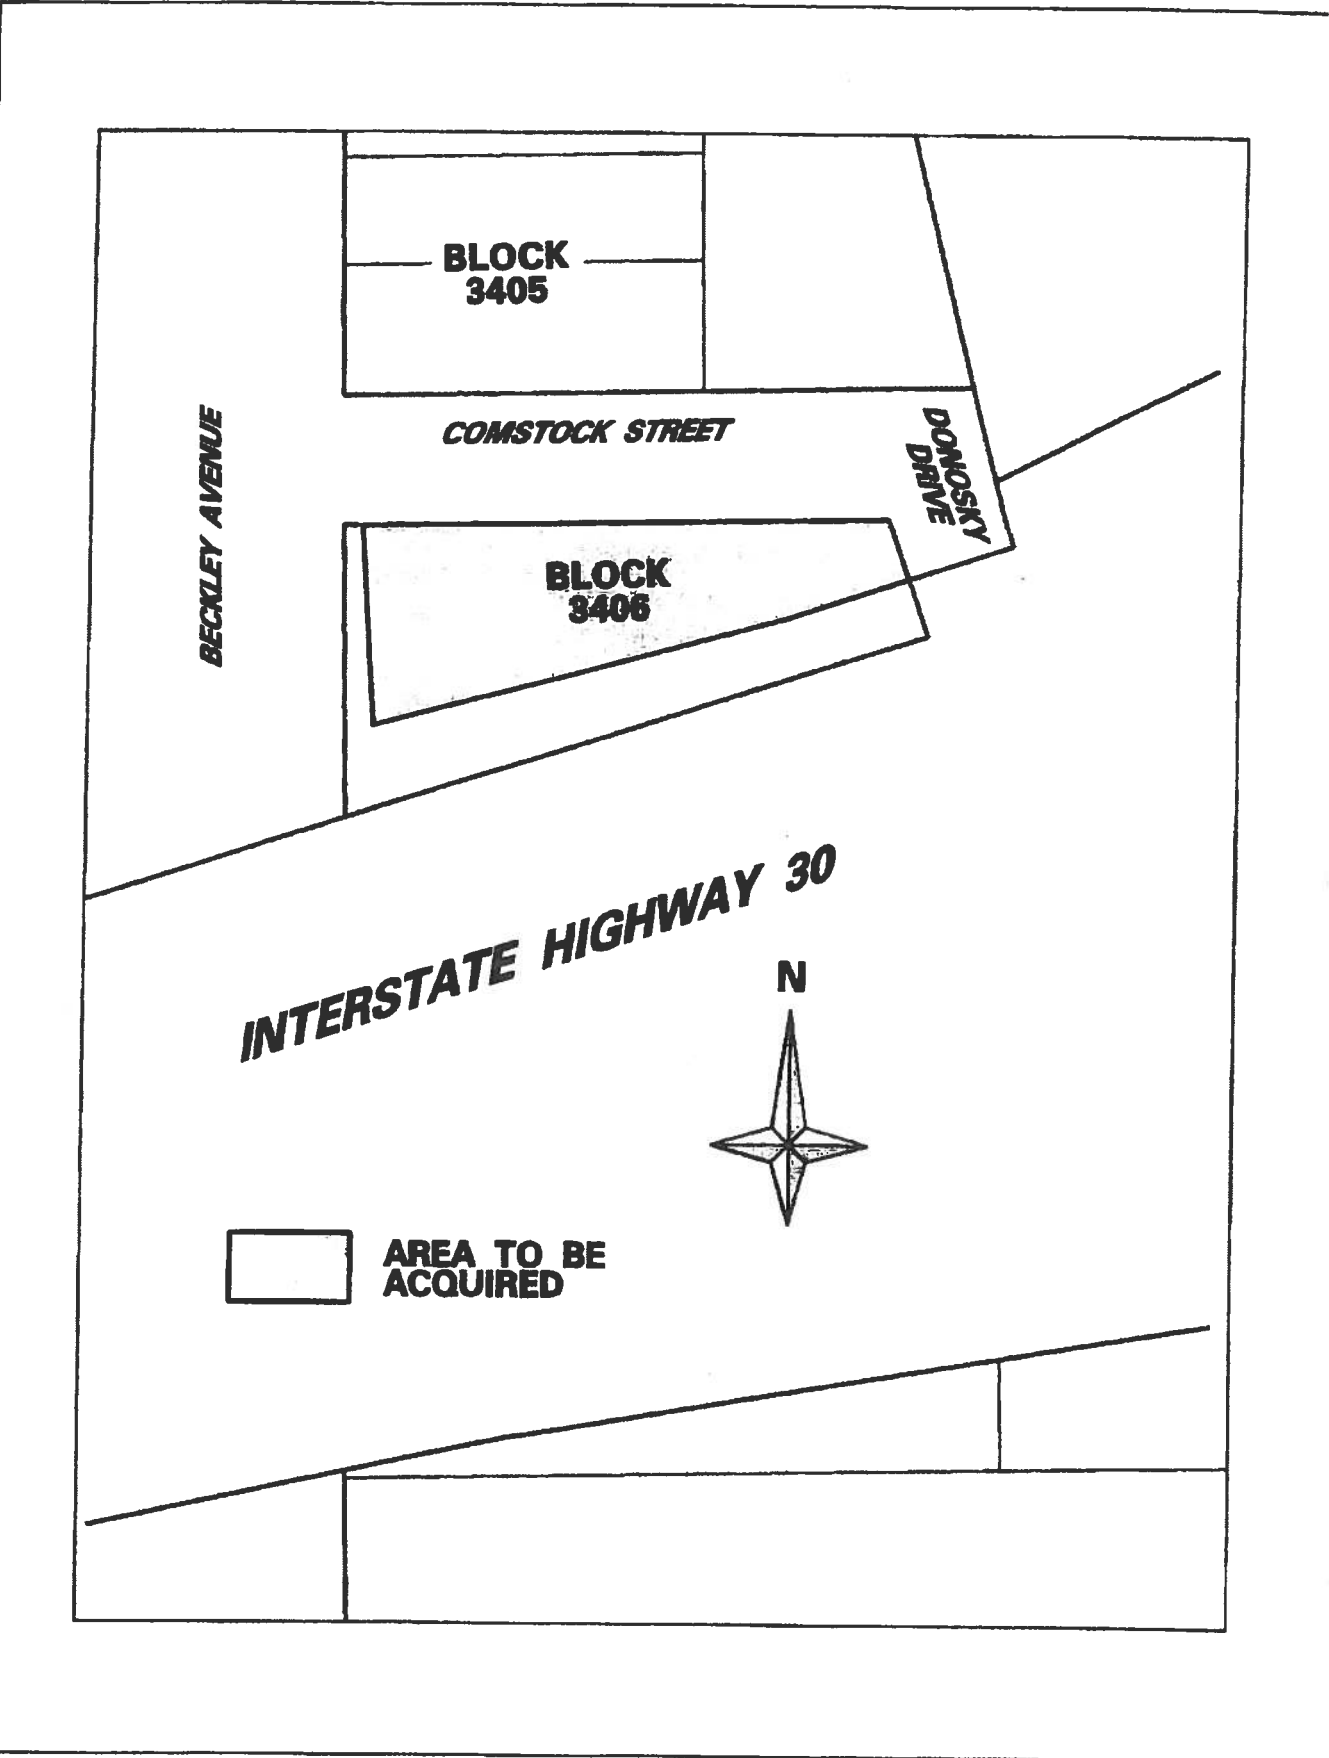 BLOCK
3405
COMSTOCK STREET
DONOSKY
DRIVE
BECKLEY AVENUE
BLOCK
3406
INTERSTATE HIGHWAY 30
N
AREA TO BE
ACQUIRED